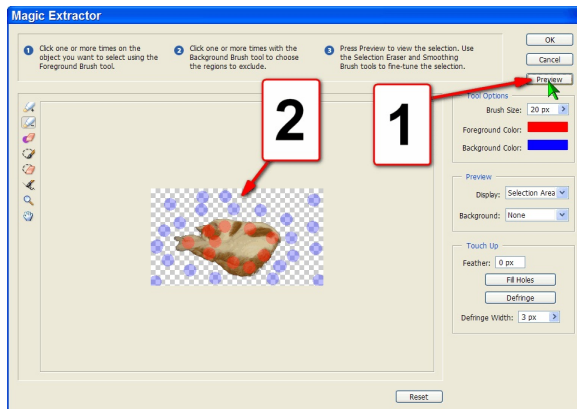 Magic Extractor
1 Click one or more times on the
object you want to select using the
Foreground Brush tool.
2 Click one or more times with the
Background Brush tool to choose
the regions to exclude.
3 Press Preview to view the selection. Use
the Selection Eraser and Smoothing
Brush tools to fine-tune the selection.
OK
Cancel
Preview
2
1
Tool Options
Brush Size: 20 px
Foreground Color:
Background Color:
Preview
Display: Selection Area
Background: None
Touch Up
Feather: 0 px
Fill Holes
Defringe
Defringe Width: 3 px
Reset